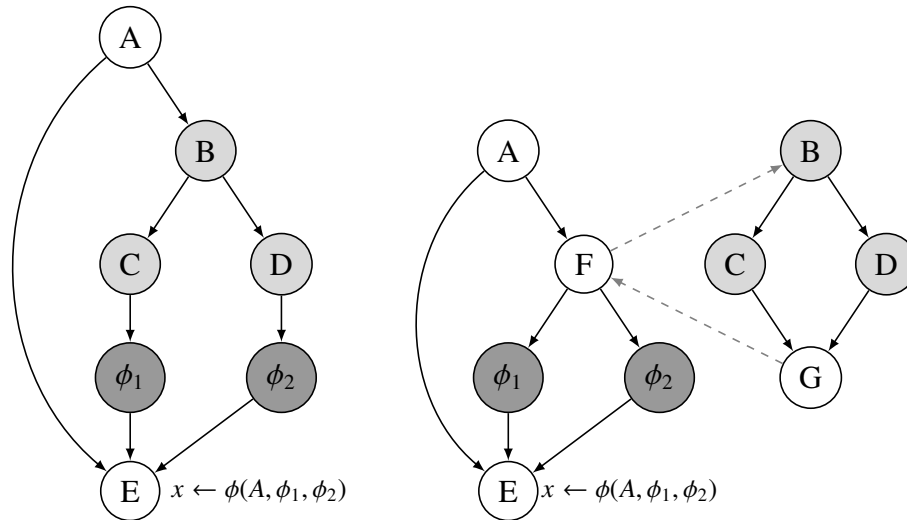 A
B
C D
ϕ₁ ϕ₂
E x ← ϕ(A, ϕ₁, ϕ₂)
A B
F C D
ϕ₁ ϕ₂ G
E x ← ϕ(A, ϕ₁, ϕ₂)